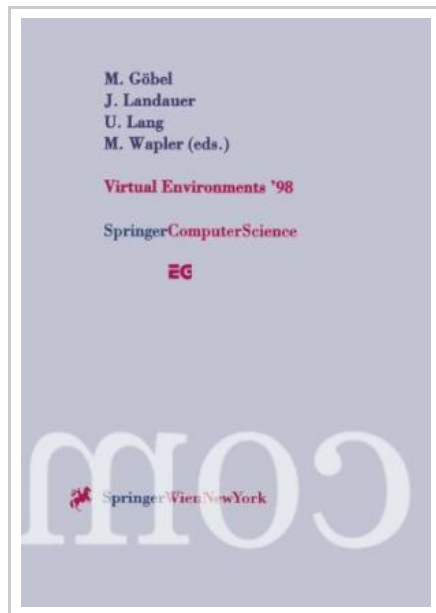 M. Göbel
J. Landauer
U. Lang
M. Wapler (eds.)
Virtual Environments '98
SpringerComputerScience
EG
com
SpringerWienNewYork